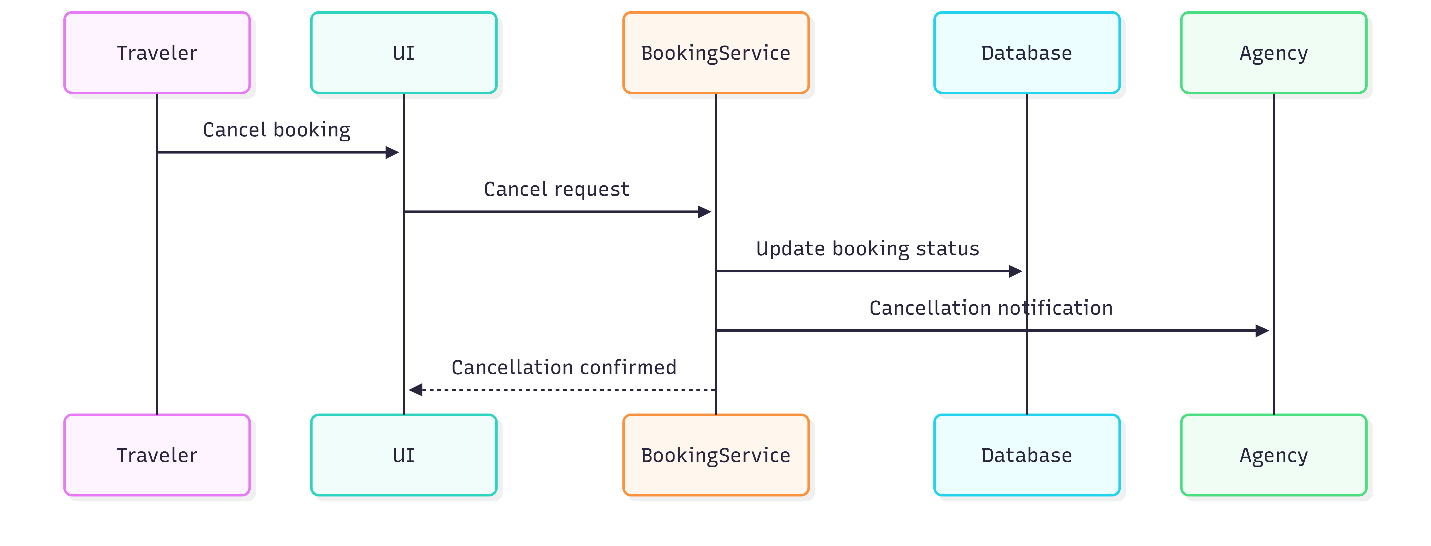 Traveler
UI
BookingService
Database
Agency
Cancel booking
Cancel request
Update booking status
Cancellation notification
Cancellation confirmed
Traveler
UI
BookingService
Database
Agency